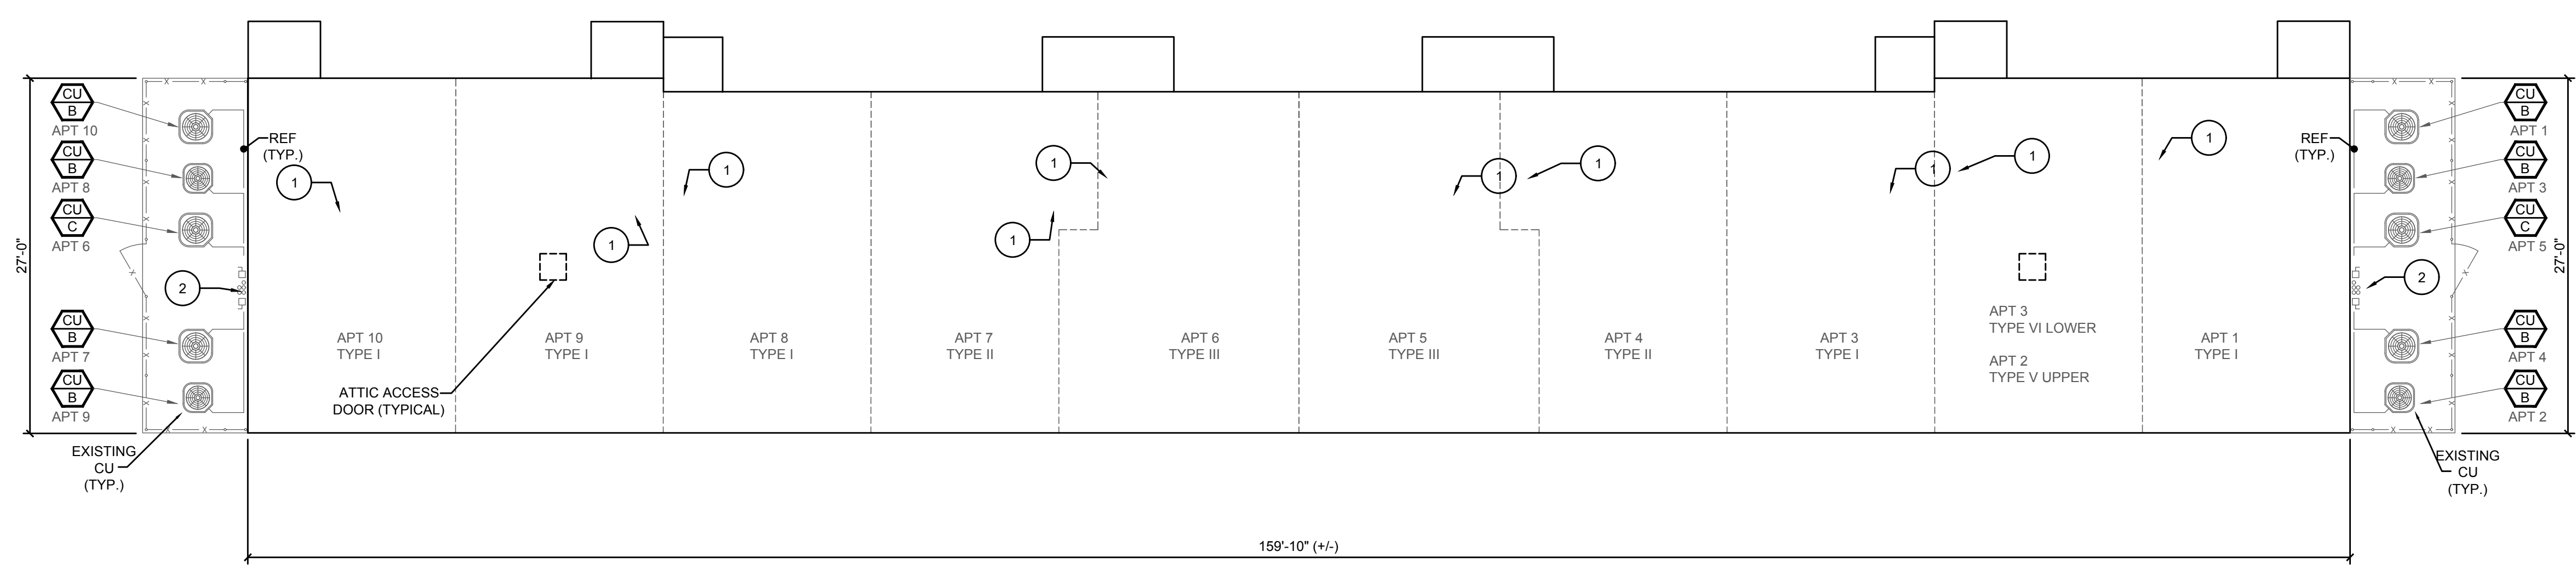 CU
B
APT 10
CU
B
APT 8
CU
C
APT 6
CU
B
APT 7
CU
B
APT 9
EXISTING
CU
(TYP.)
27'-0"
2
REF
(TYP.)
1
1
1
1
1
1
1
1
1
1
ATTIC ACCESS
DOOR (TYPICAL)
APT 10
TYPE I
APT 9
TYPE I
APT 8
TYPE I
APT 7
TYPE II
APT 6
TYPE III
APT 5
TYPE III
APT 4
TYPE II
APT 3
TYPE I
APT 3
TYPE VI LOWER
APT 2
TYPE V UPPER
APT 1
TYPE I
REF
(TYP.)
2
CU
B
APT 1
CU
B
APT 3
CU
C
APT 5
CU
B
APT 4
CU
B
APT 2
EXISTING
CU
(TYP.)
27'-0"
159'-10" (+/-)